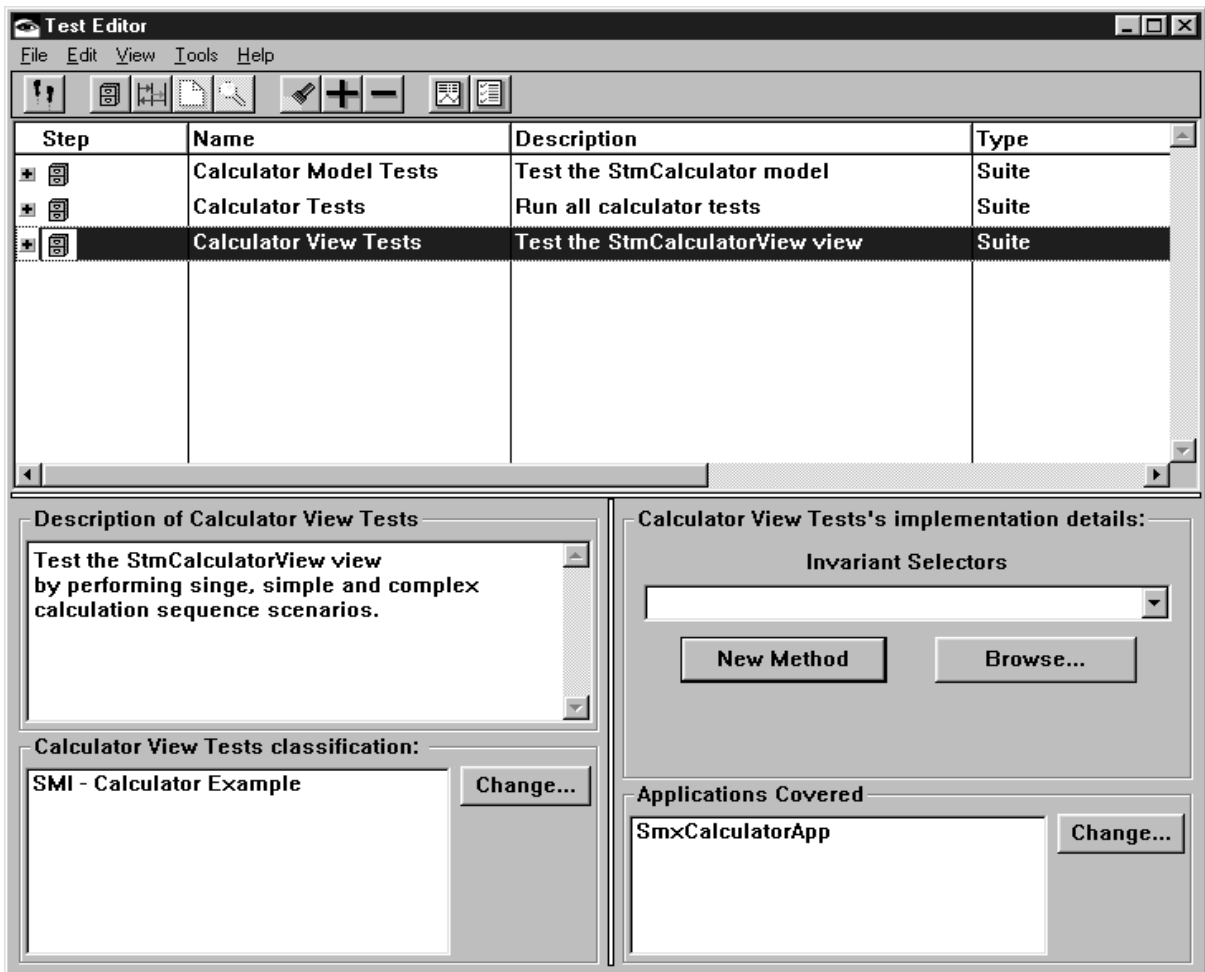 Test Editor
File Edit View Tools Help
Step Name Description Type
Calculator Model Tests Test the StmCalculator model Suite
Calculator Tests Run all calculator tests Suite
Calculator View Tests Test the StmCalculatorView view Suite
Description of Calculator View Tests
Test the StmCalculatorView view
by performing singe, simple and complex
calculation sequence scenarios.
Calculator View Tests classification:
SMI - Calculator Example
Change...
Calculator View Tests's implementation details:
Invariant Selectors
New Method Browse...
Applications Covered
SmxCalculatorApp
Change...